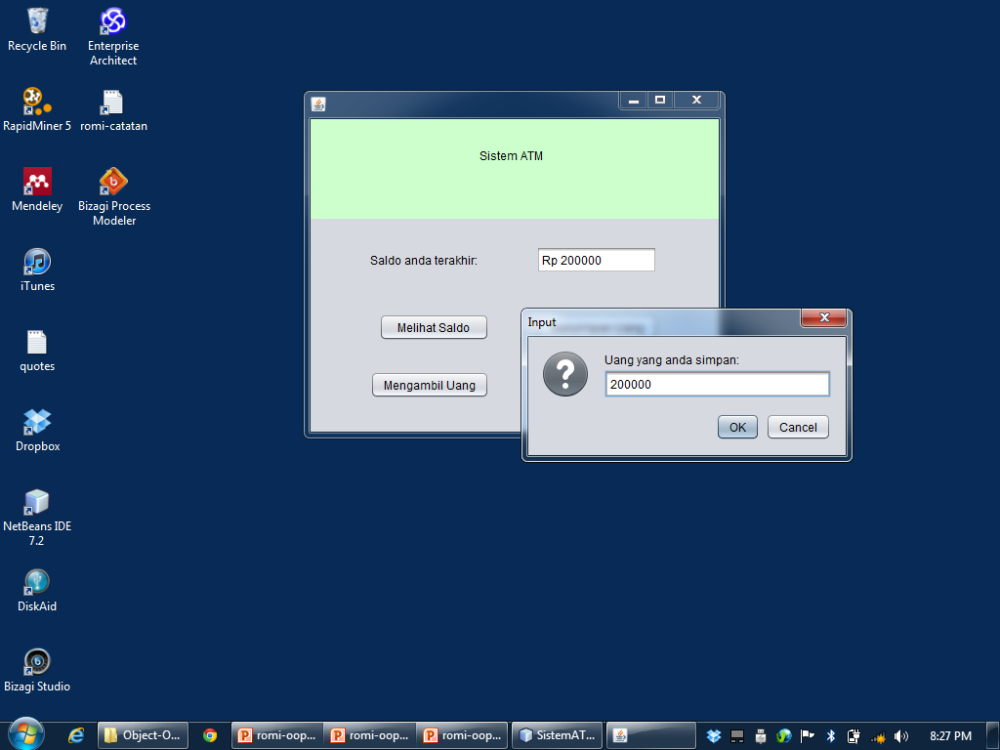 Recycle Bin
Enterprise
Architect
RapidMiner 5
romi-catatan
Mendeley
Bizagi Process
Modeler
iTunes
quotes
Dropbox
NetBeans IDE
7.2
DiskAid
Bizagi Studio
Sistem ATM
Saldo anda terakhir:
Rp 200000
Melihat Saldo
Mengambil Uang
Input
Uang yang anda simpan:
200000
OK
Cancel
Object-O...
romi-oop...
romi-oop...
romi-oop...
SistemAT...
8:27 PM